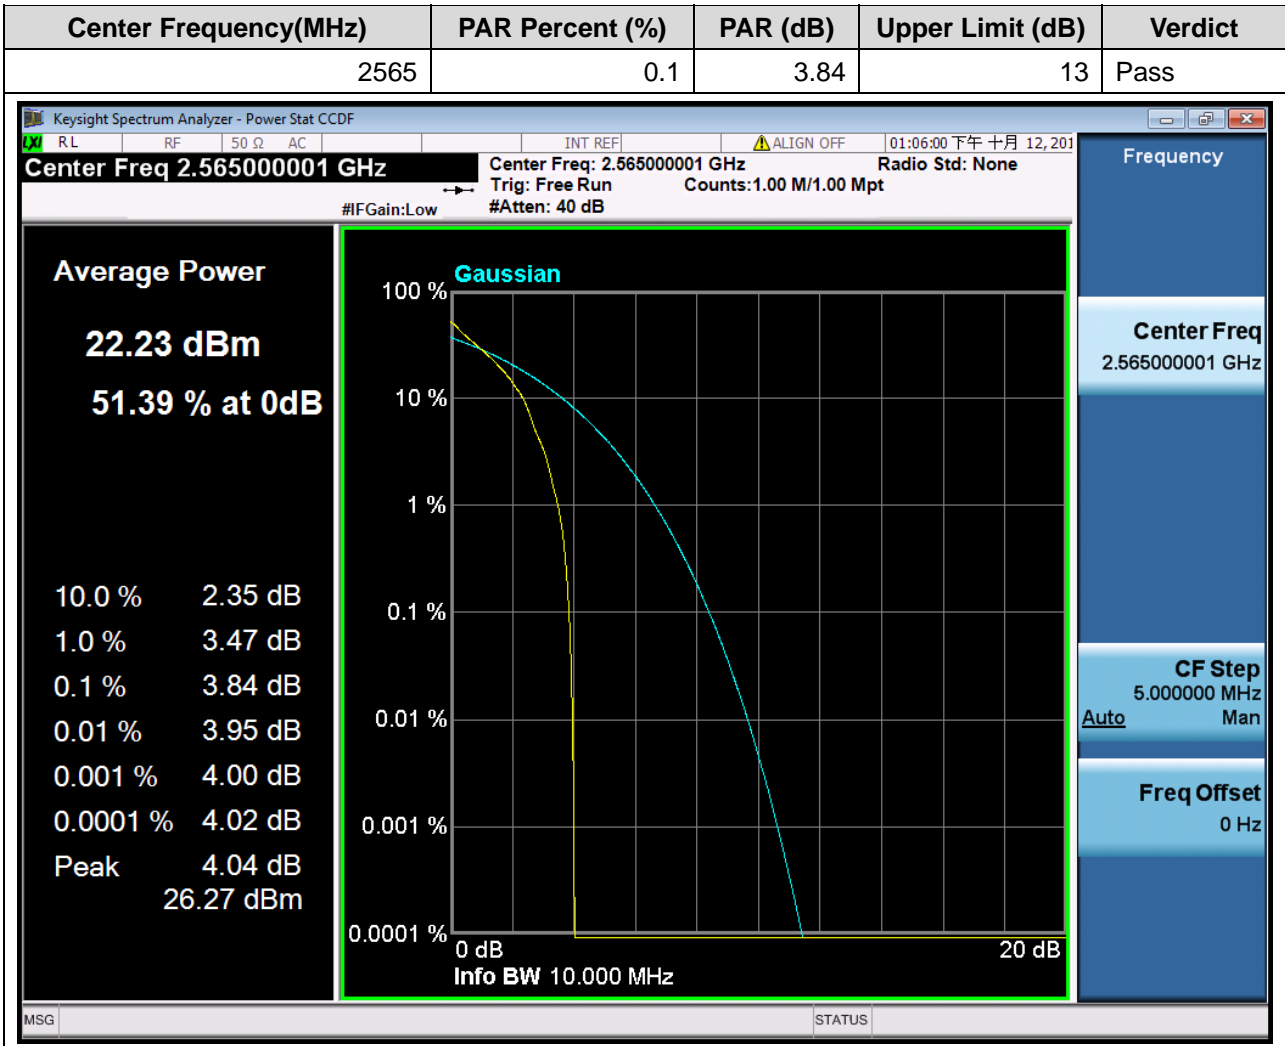 Center Frequency(MHz) PAR Percent (%) PAR (dB) Upper Limit (dB) Verdict
2565 0.1 3.84 13 Pass
Keysight Spectrum Analyzer - Power Stat CCDF
LXI RL RF 50 Ω AC INT REF ALIGN OFF 01:06:00 下午 十月 12, 201
Center Freq 2.565000001 GHz
Center Freq: 2.565000001 GHz Radio Std: None
Trig: Free Run Counts:1.00 M/1.00 Mpt
#IFGain:Low #Atten: 40 dB
Frequency
Average Power
22.23 dBm
51.39 % at 0dB
10.0 % 2.35 dB
1.0 % 3.47 dB
0.1 % 3.84 dB
0.01 % 3.95 dB
0.001 % 4.00 dB
0.0001 % 4.02 dB
Peak 4.04 dB
26.27 dBm
Gaussian
100 %
10 %
1 %
0.1 %
0.01 %
0.001 %
0.0001 %
0 dB 20 dB
Info BW 10.000 MHz
Center Freq
2.565000001 GHz
CF Step
5.000000 MHz
Auto Man
Freq Offset
0 Hz
MSG STATUS